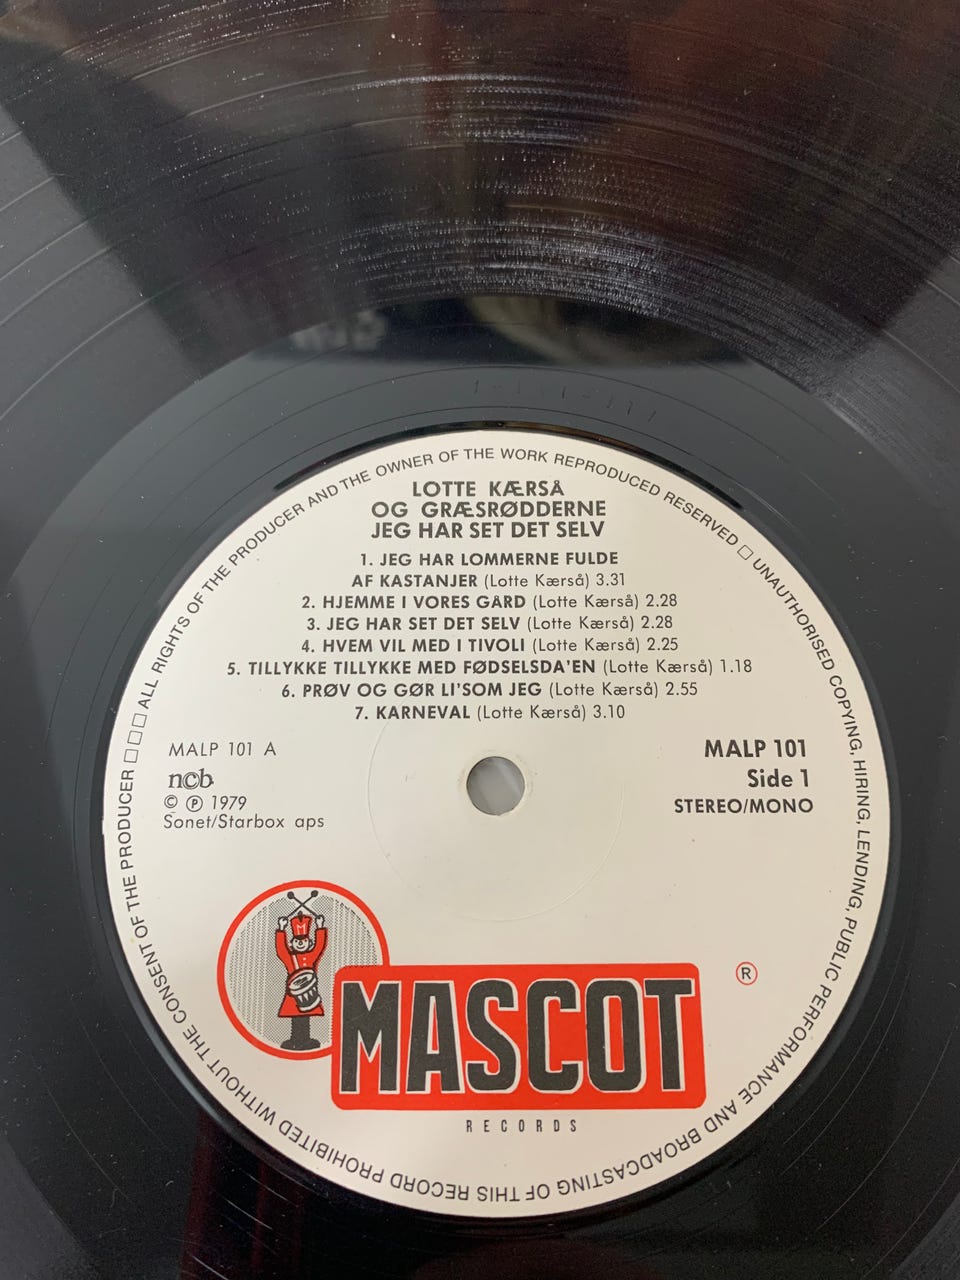 ALL RIGHTS OF THE PRODUCER AND THE OWNER OF THE WORK REPRODUCED RESERVED □ UNAUTHORISED COPYING, HIRING, LENDING, PUBLIC PERFORMANCE AND BROADCASTING OF THIS RECORD PROHIBITED WITHOUT THE CONSENT OF THE PRODUCER □□□
LOTTE KÆRSÅ
OG GRÆSRØDDERNE
JEG HAR SET DET SELV
1. JEG HAR LOMMERNE FULDE
AF KASTANJER (Lotte Kærså) 3.31
2. HJEMME I VORES GÅRD (Lotte Kærså) 2.28
3. JEG HAR SET DET SELV (Lotte Kærså) 2.28
4. HVEM VIL MED I TIVOLI (Lotte Kærså) 2.25
5. TILLYKKE TILLYKKE MED FØDSELSDA'EN (Lotte Kærså) 1.18
6. PRØV OG GØR LI'SOM JEG (Lotte Kærså) 2.55
7. KARNEVAL (Lotte Kærså) 3.10
MALP 101 A
ncb
© ℗ 1979
Sonet/Starbox aps
MALP 101
Side 1
STEREO/MONO
M
MASCOT
®
RECORDS